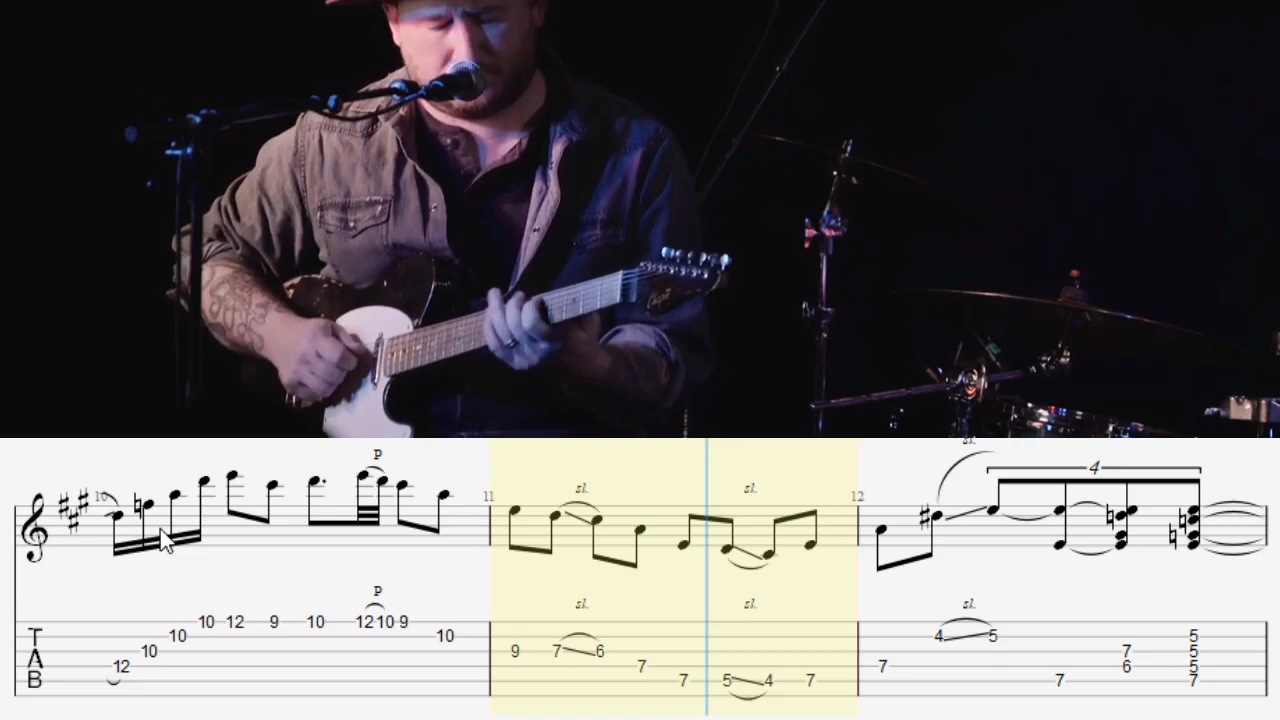 P
10 11 12
sl. sl. sl.
4
P sl. sl. sl.
10 12 9 10 12 10 9
T 10 10 4 5 5
A 10 9 7 6 7 5
12 7 7 6 5
B 7 5 4 7 7 7